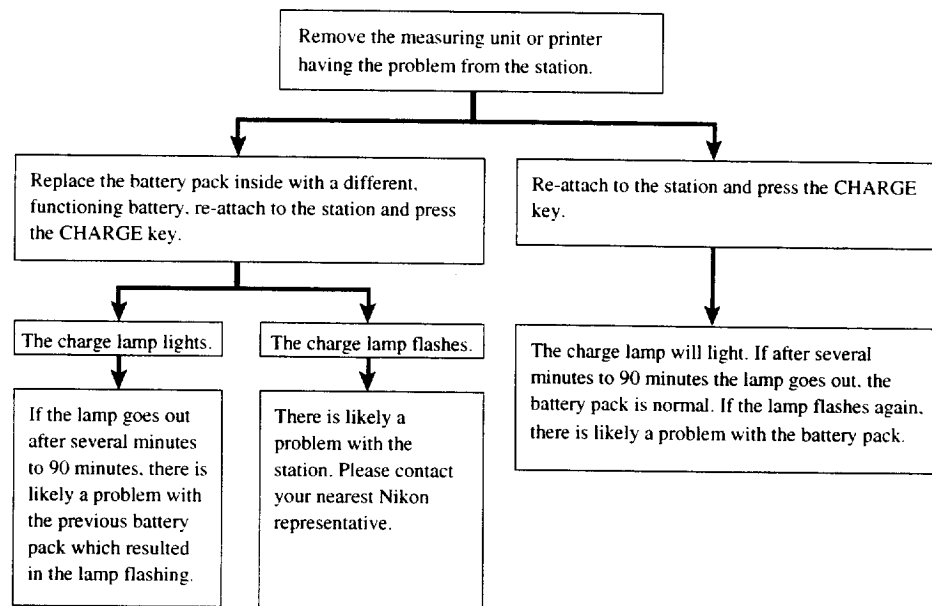 Remove the measuring unit or printer
having the problem from the station.
Replace the battery pack inside with a different,
functioning battery, re-attach to the station and press
the CHARGE key.
Re-attach to the station and press the CHARGE
key.
The charge lamp lights.
The charge lamp flashes.
If the lamp goes out
after several minutes
to 90 minutes, there is
likely a problem with
the previous battery
pack which resulted
in the lamp flashing.
There is likely a
problem with the
station. Please contact
your nearest Nikon
representative.
The charge lamp will light. If after several
minutes to 90 minutes the lamp goes out, the
battery pack is normal. If the lamp flashes again,
there is likely a problem with the battery pack.